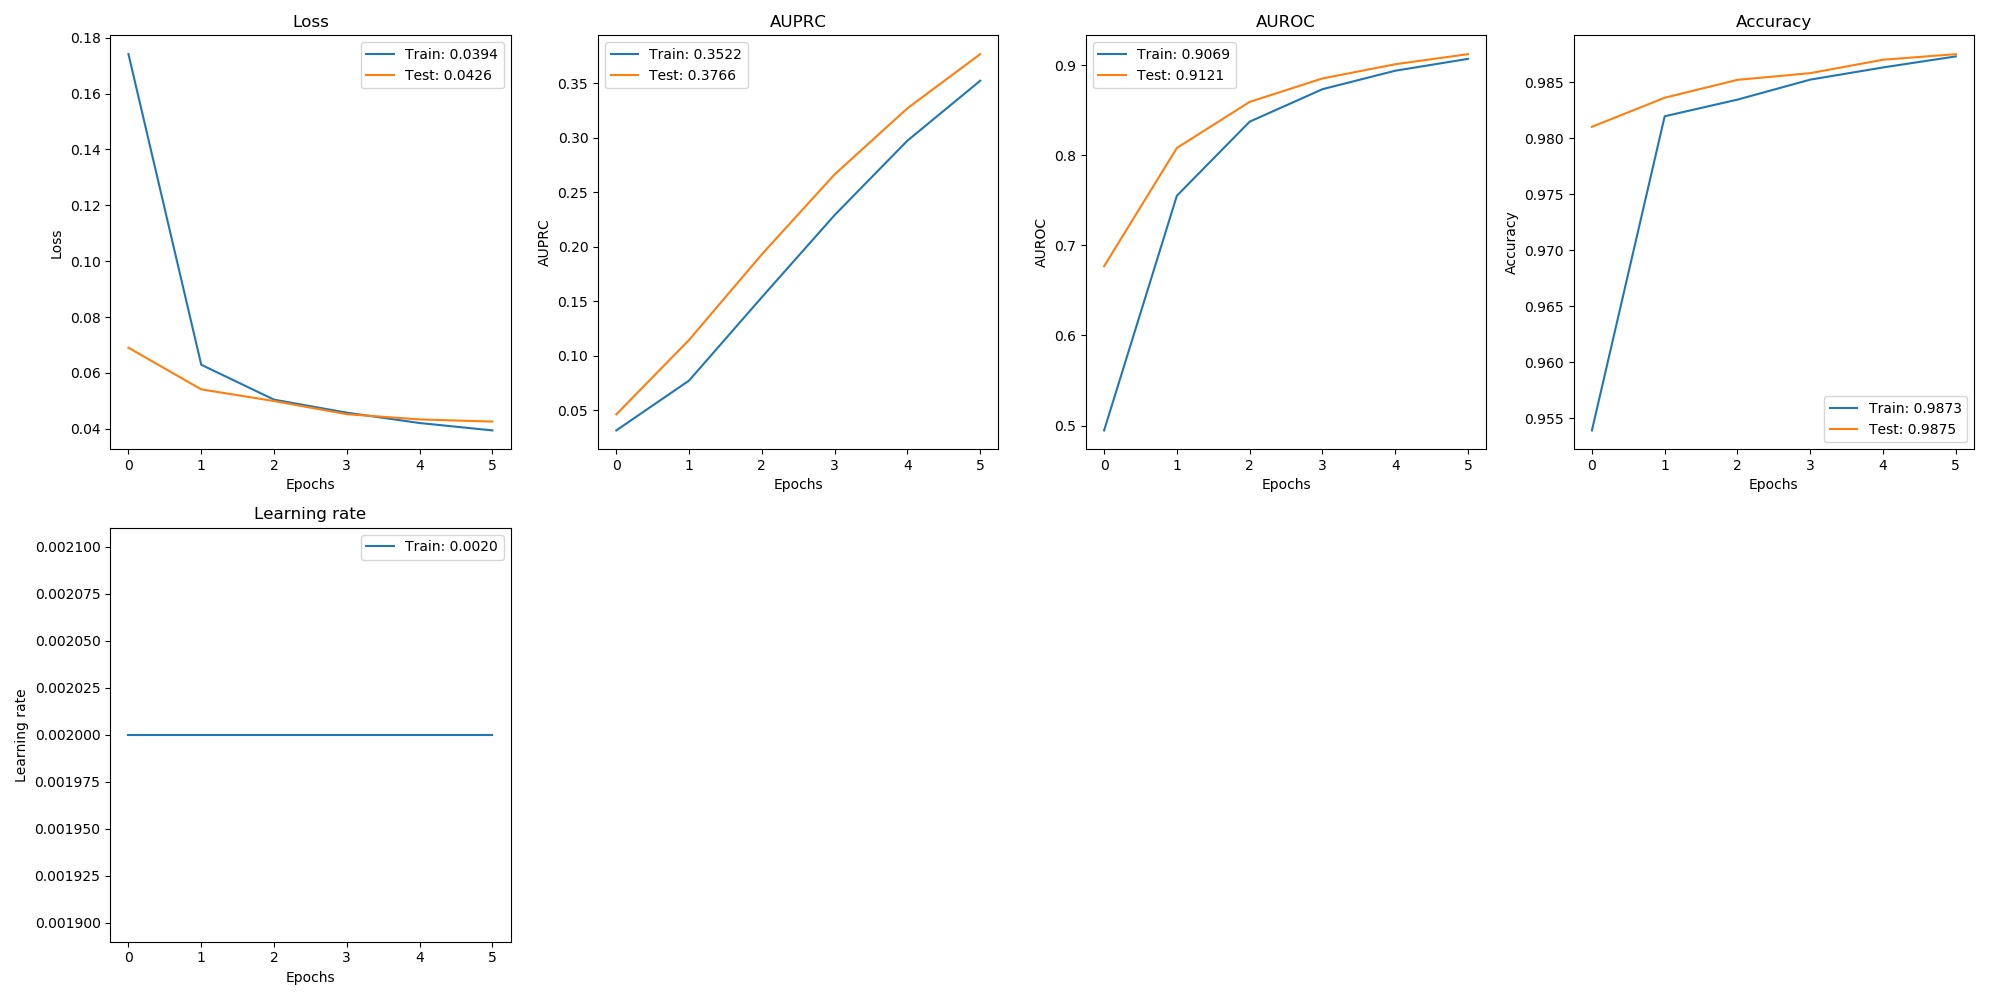 Loss
Train: 0.0394
Test: 0.0426
0.18
0.16
0.14
0.12
0.10
0.08
0.06
0.04
Loss
0 1 2 3 4 5
Epochs
AUPRC
Train: 0.3522
Test: 0.3766
0.35
0.30
0.25
0.20
0.15
0.10
0.05
AUPRC
0 1 2 3 4 5
Epochs
AUROC
Train: 0.9069
Test: 0.9121
0.9
0.8
0.7
0.6
0.5
AUROC
0 1 2 3 4 5
Epochs
Accuracy
0.985
0.980
0.975
0.970
0.965
0.960
0.955
Accuracy
Train: 0.9873
Test: 0.9875
0 1 2 3 4 5
Epochs
Learning rate
Train: 0.0020
0.002100
0.002075
0.002050
0.002025
0.002000
0.001975
0.001950
0.001925
0.001900
Learning rate
0 1 2 3 4 5
Epochs